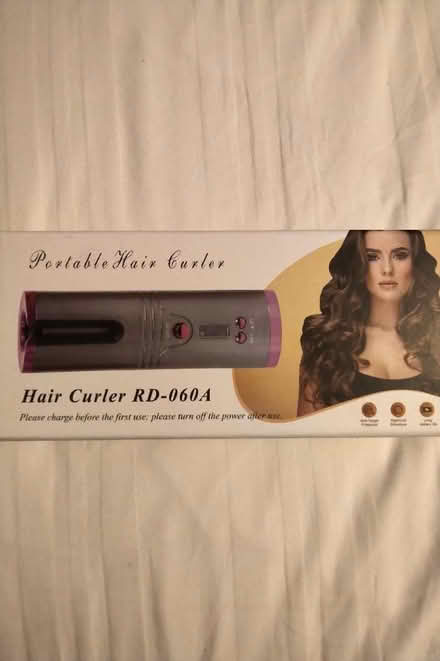 Portable Hair Curler
Hair Curler RD-060A
Please charge before the first use; please turn off the power after use.